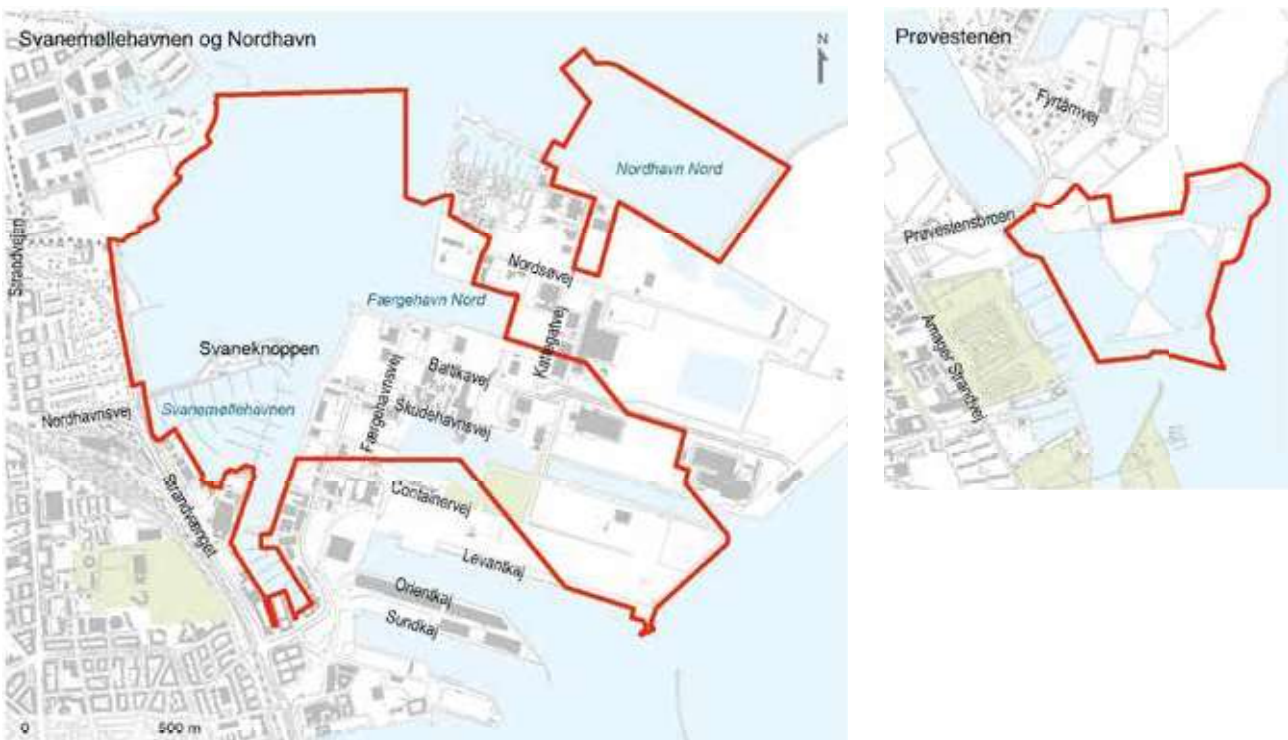 Svanemøllehavnen og Nordhavn
N
Nordhavn Nord
Strandvejen
Nordsøvej
Færgehavn Nord
Kattegatvej
Svaneknoppen
Baltikavej
Færgehavnsvej
Svanemøllehavnen
Nordhavnsvej
Skudehavnsvej
Strandvænget
Containervej
Levantkaj
Orientkaj
Sundkaj
0 500 m
Prøvestenen
Fyrtårnvej
Prøvestensbroen
Amager Strandvej